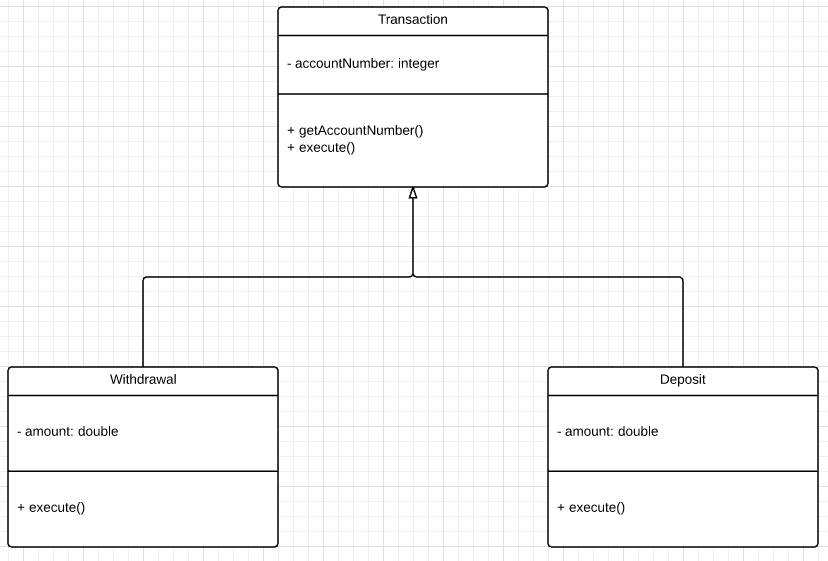 Transaction
- accountNumber: integer
+ getAccountNumber()
+ execute()
Withdrawal
- amount: double
+ execute()
Deposit
- amount: double
+ execute()